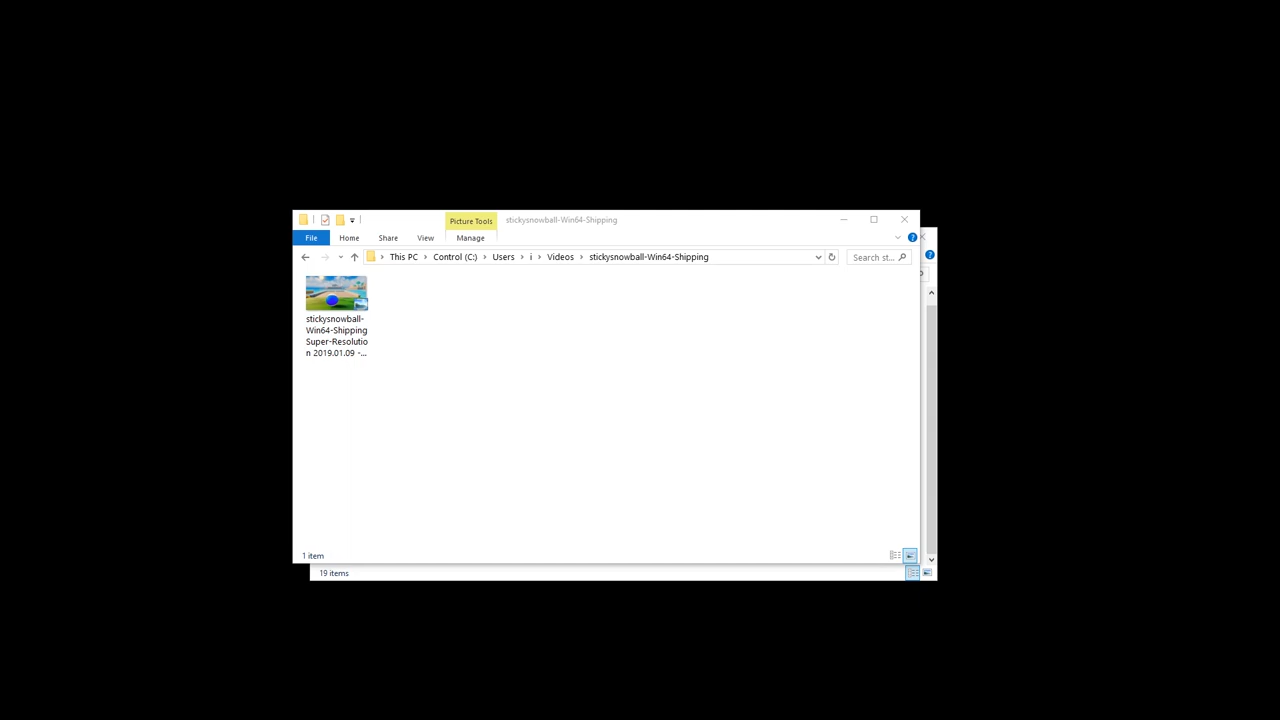 Picture Tools
stickysnowball-Win64-Shipping
File
Home
Share
View
Manage
This PC
Control (C:)
Users
i
Videos
stickysnowball-Win64-Shipping
Search st...
stickysnowball-
Win64-Shipping
Super-Resolutio
n 2019.01.09 -...
1 item
19 items